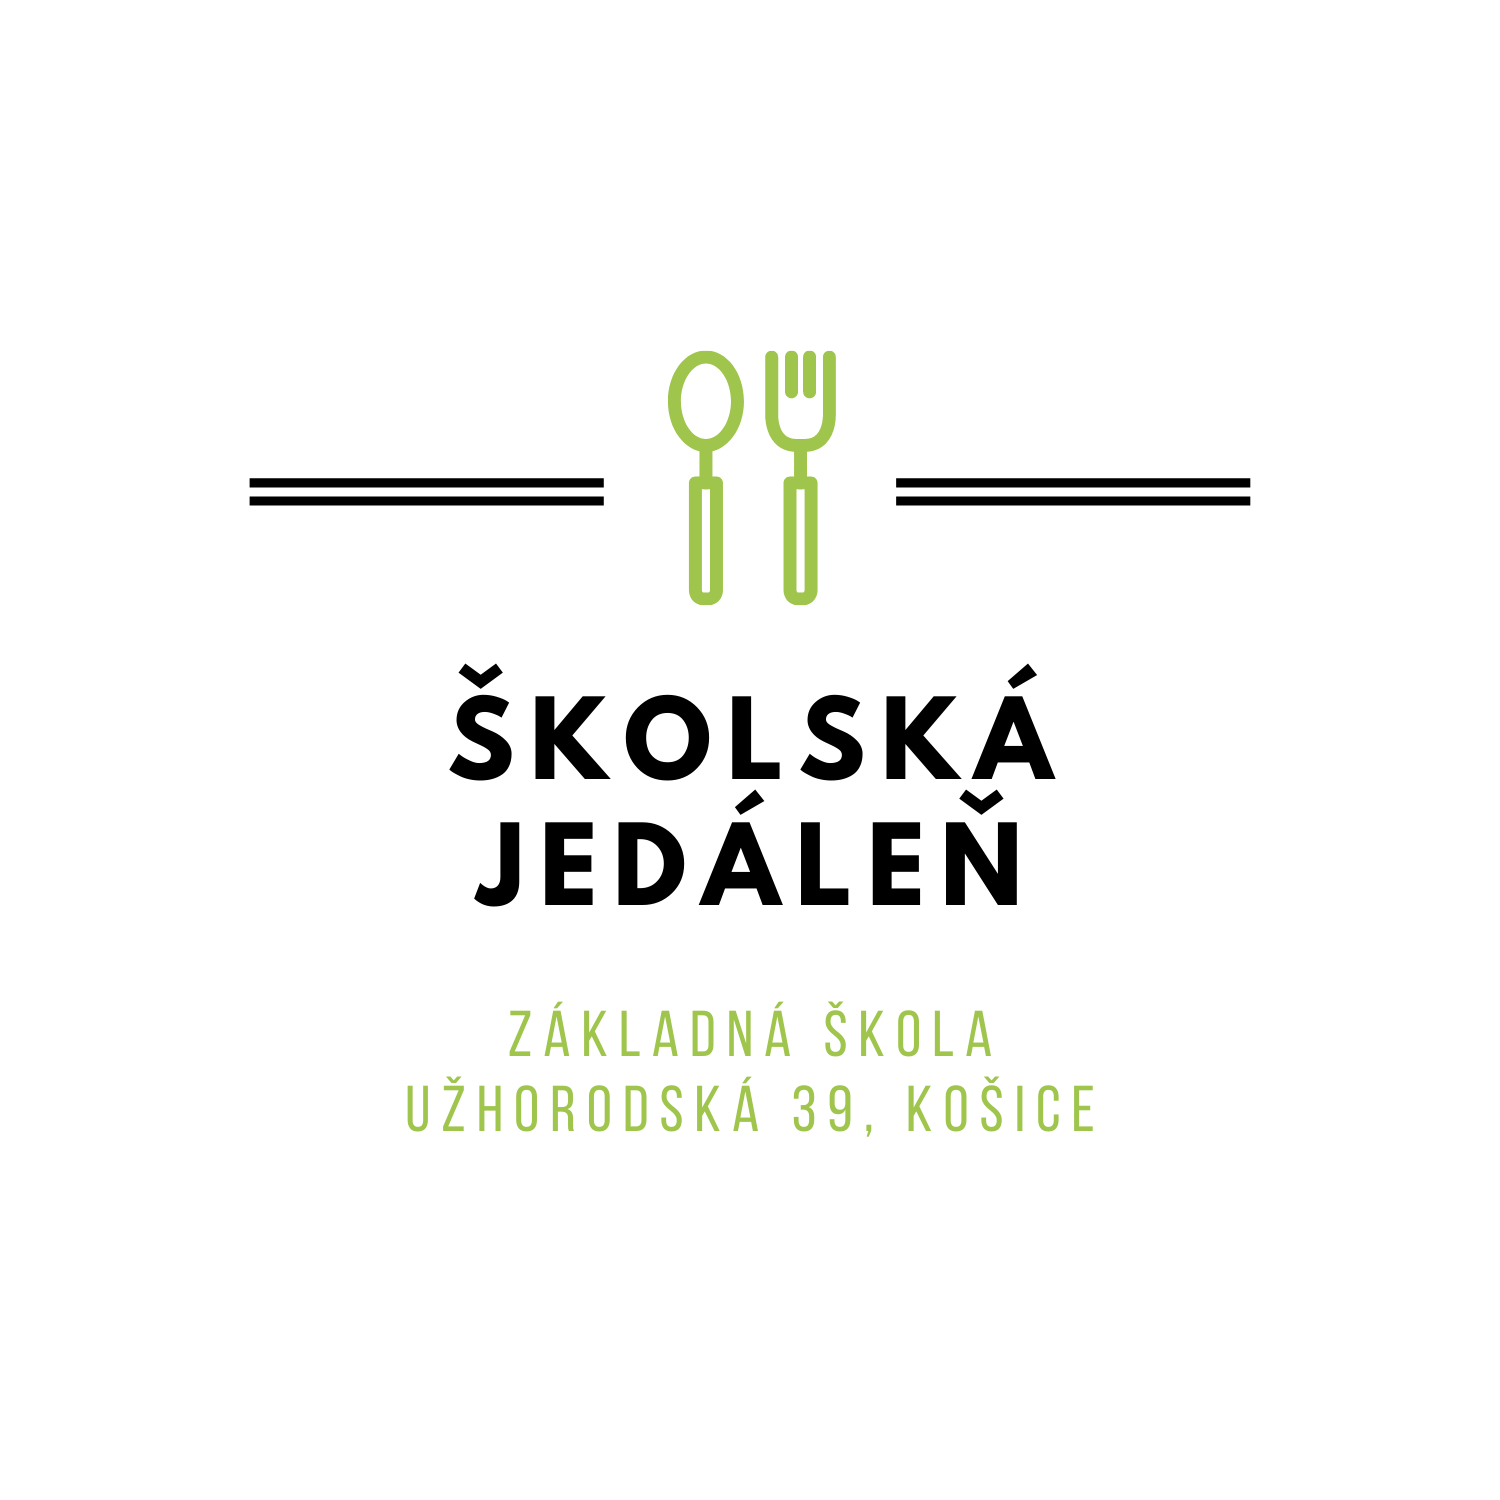 ŠKOLSKÁ
JEDÁLEŇ
ZÁKLADNÁ ŠKOLA
UŽHORODSKÁ 39, KOŠICE